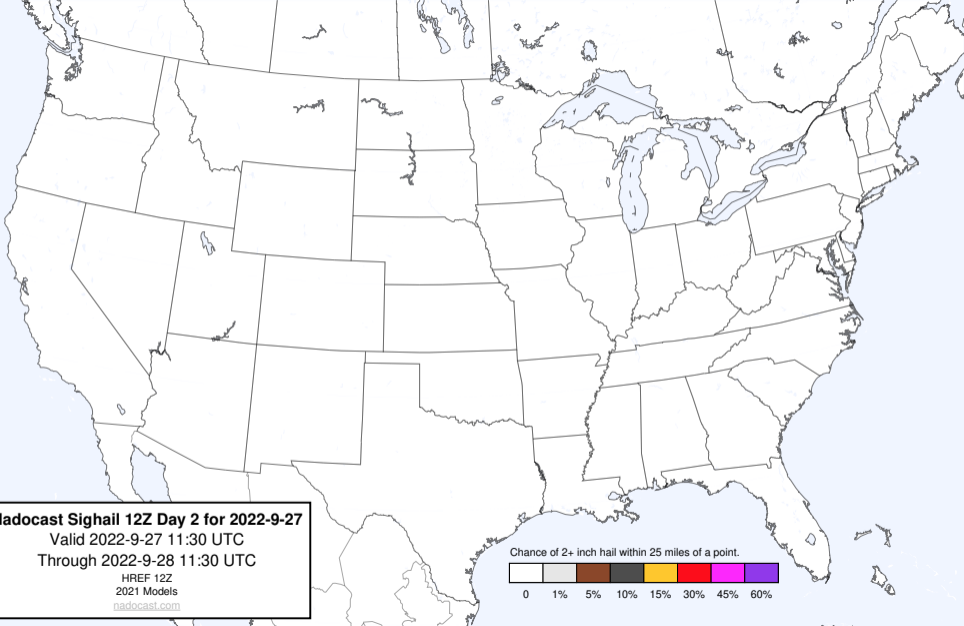 adocast Sighail 12Z Day 2 for 2022-9-27
Valid 2022-9-27 11:30 UTC
Through 2022-9-28 11:30 UTC
HREF 12Z
2021 Models
nadocast.com
Chance of 2+ inch hail within 25 miles of a point.
0 1% 5% 10% 15% 30% 45% 60%